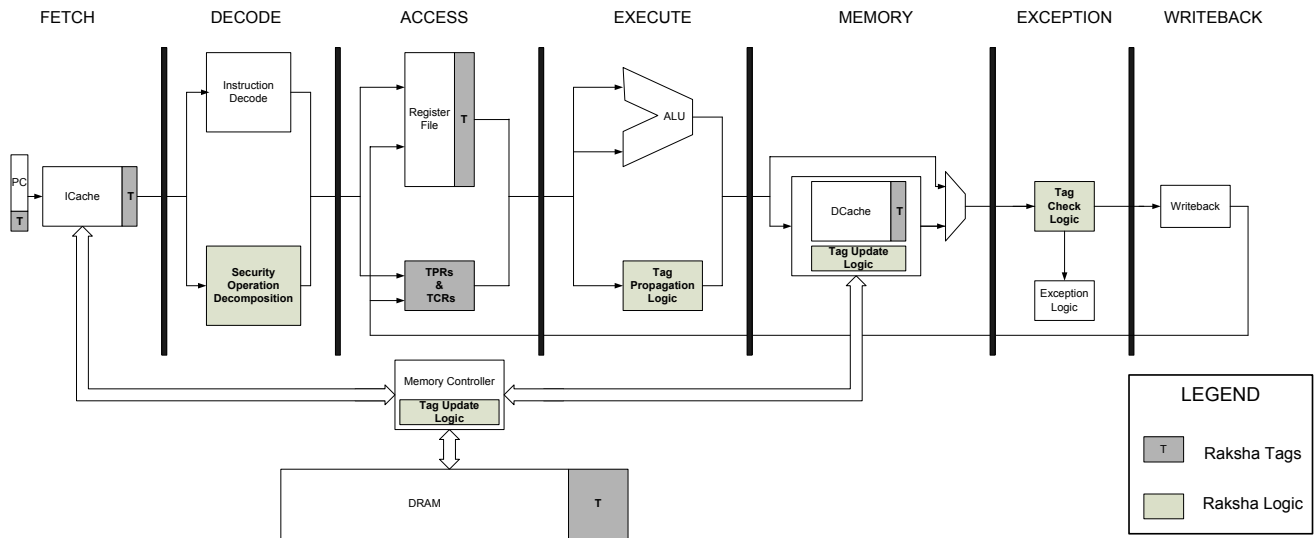 FETCH
DECODE
ACCESS
EXECUTE
MEMORY
EXCEPTION
WRITEBACK
PC
T
ICache
T
Instruction
Decode
Security
Operation
Decomposition
Register
File
T
TPRs
&
TCRs
ALU
Tag
Propagation
Logic
DCache
T
Tag Update
Logic
Tag
Check
Logic
Exception
Logic
Writeback
Memory Controller
Tag Update
Logic
DRAM
T
LEGEND
T
Raksha Tags
Raksha Logic